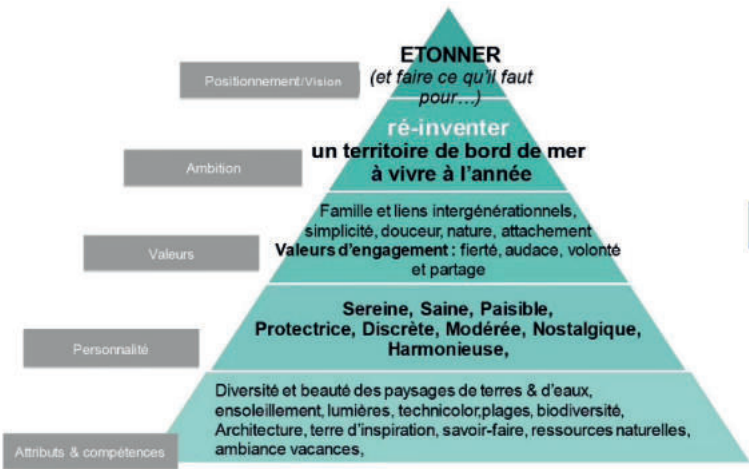 ETONNER
(et faire ce qu'il faut
pour…)
Positionnement/Vision
ré-inventer
un territoire de bord de mer
à vivre à l'année
Ambition
Famille et liens intergénérationnels,
simplicité, douceur, nature, attachement
Valeurs d'engagement : fierté, audace, volonté
et partage
Valeurs
Sereine, Saine, Paisible,
Protectrice, Discrète, Modérée, Nostalgique,
Harmonieuse,
Personnalité
Diversité et beauté des paysages de terres & d'eaux,
ensoleillement, lumières, technicolor,plages, biodiversité,
Architecture, terre d'inspiration, savoir-faire, ressources naturelles,
ambiance vacances,
Attributs & compétences